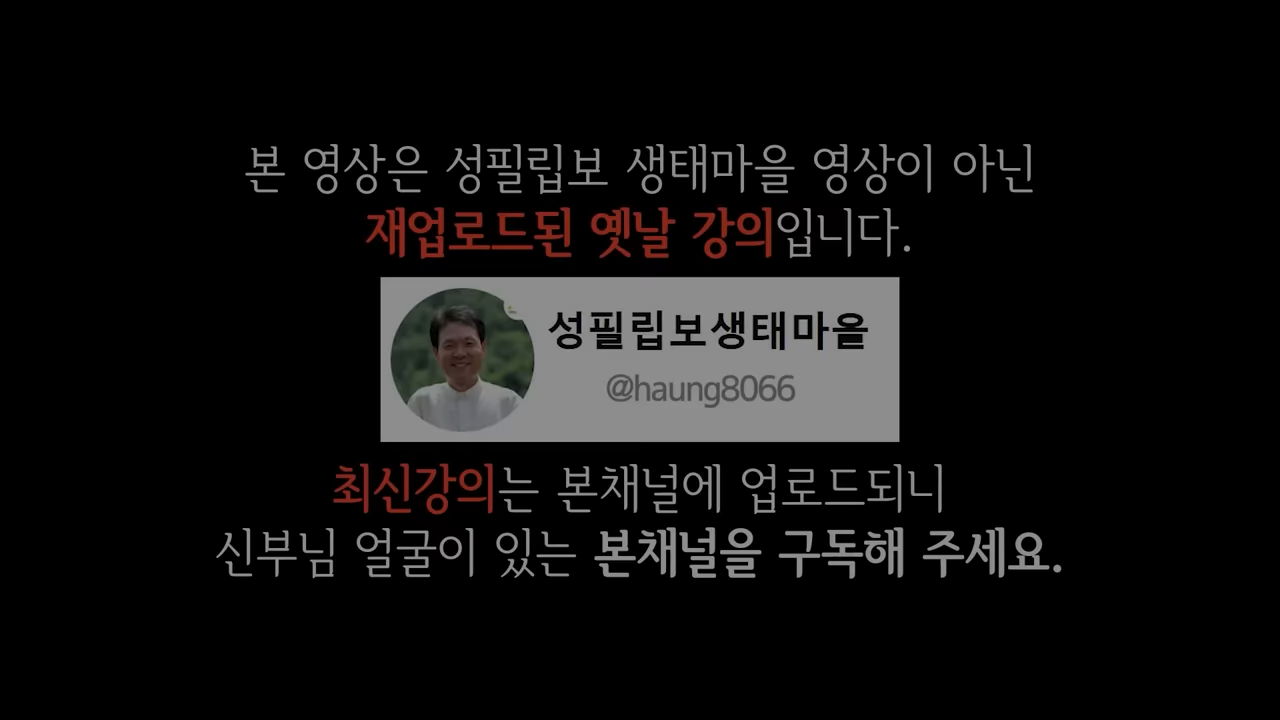 본 영상은 성필립보 생태마을 영상이 아닌
재업로드된 옛날 강의입니다.
성필립보생태마을
@haung8066
최신강의는 본채널에 업로드되니
신부님 얼굴이 있는 본채널을 구독해 주세요.